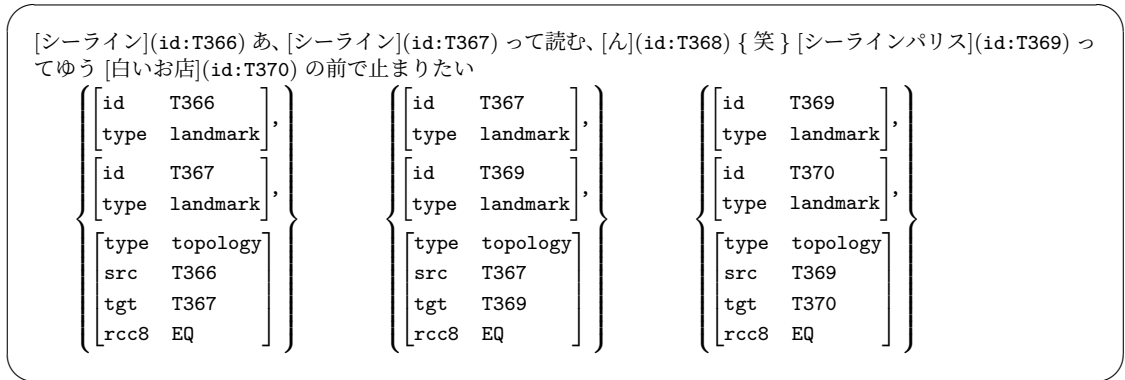 [シーライン](id:T366) あ、[シーライン](id:T367) って読む、[ん](id:T368) { 笑 } [シーラインパリス](id:T369) っ
てゆう [白いお店](id:T370) の前で止まりたい
id T366
type landmark,
id T367
type landmark,
type topology
src T366
tgt T367
rcc8 EQ
id T367
type landmark,
id T369
type landmark,
type topology
src T367
tgt T369
rcc8 EQ
id T369
type landmark,
id T370
type landmark,
type topology
src T369
tgt T370
rcc8 EQ